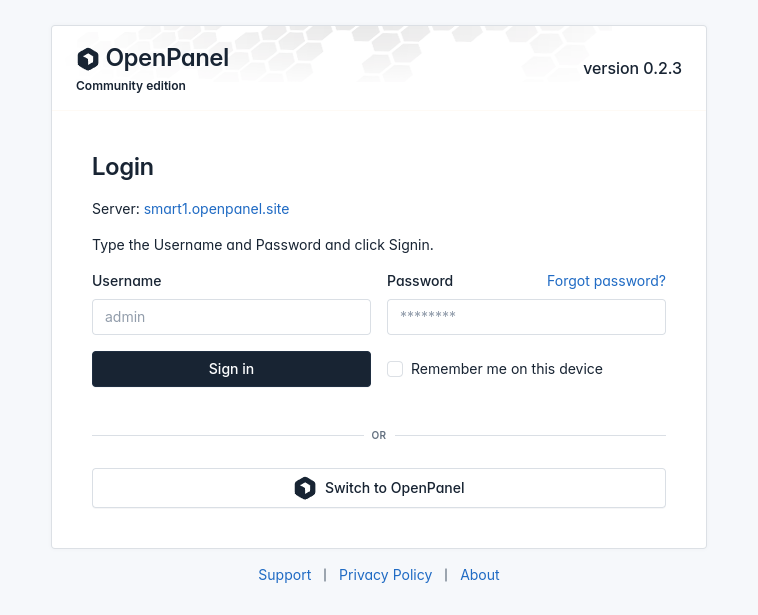 OpenPanel
Community edition
version 0.2.3
Login
Server: smart1.openpanel.site
Type the Username and Password and click Signin.
Username
Password
Forgot password?
admin
********
Sign in
Remember me on this device
OR
Switch to OpenPanel
Support | Privacy Policy | About